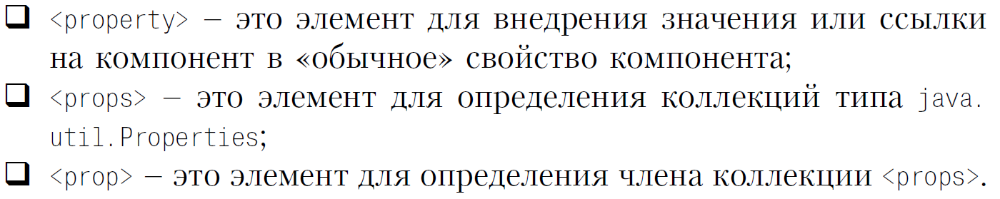 ❑ <property> – это элемент для внедрения значения или ссылки
на компонент в «обычное» свойство компонента;
❑ <props> – это элемент для определения коллекций типа java.
util.Properties;
❑ <prop> – это элемент для определения члена коллекции <props>.